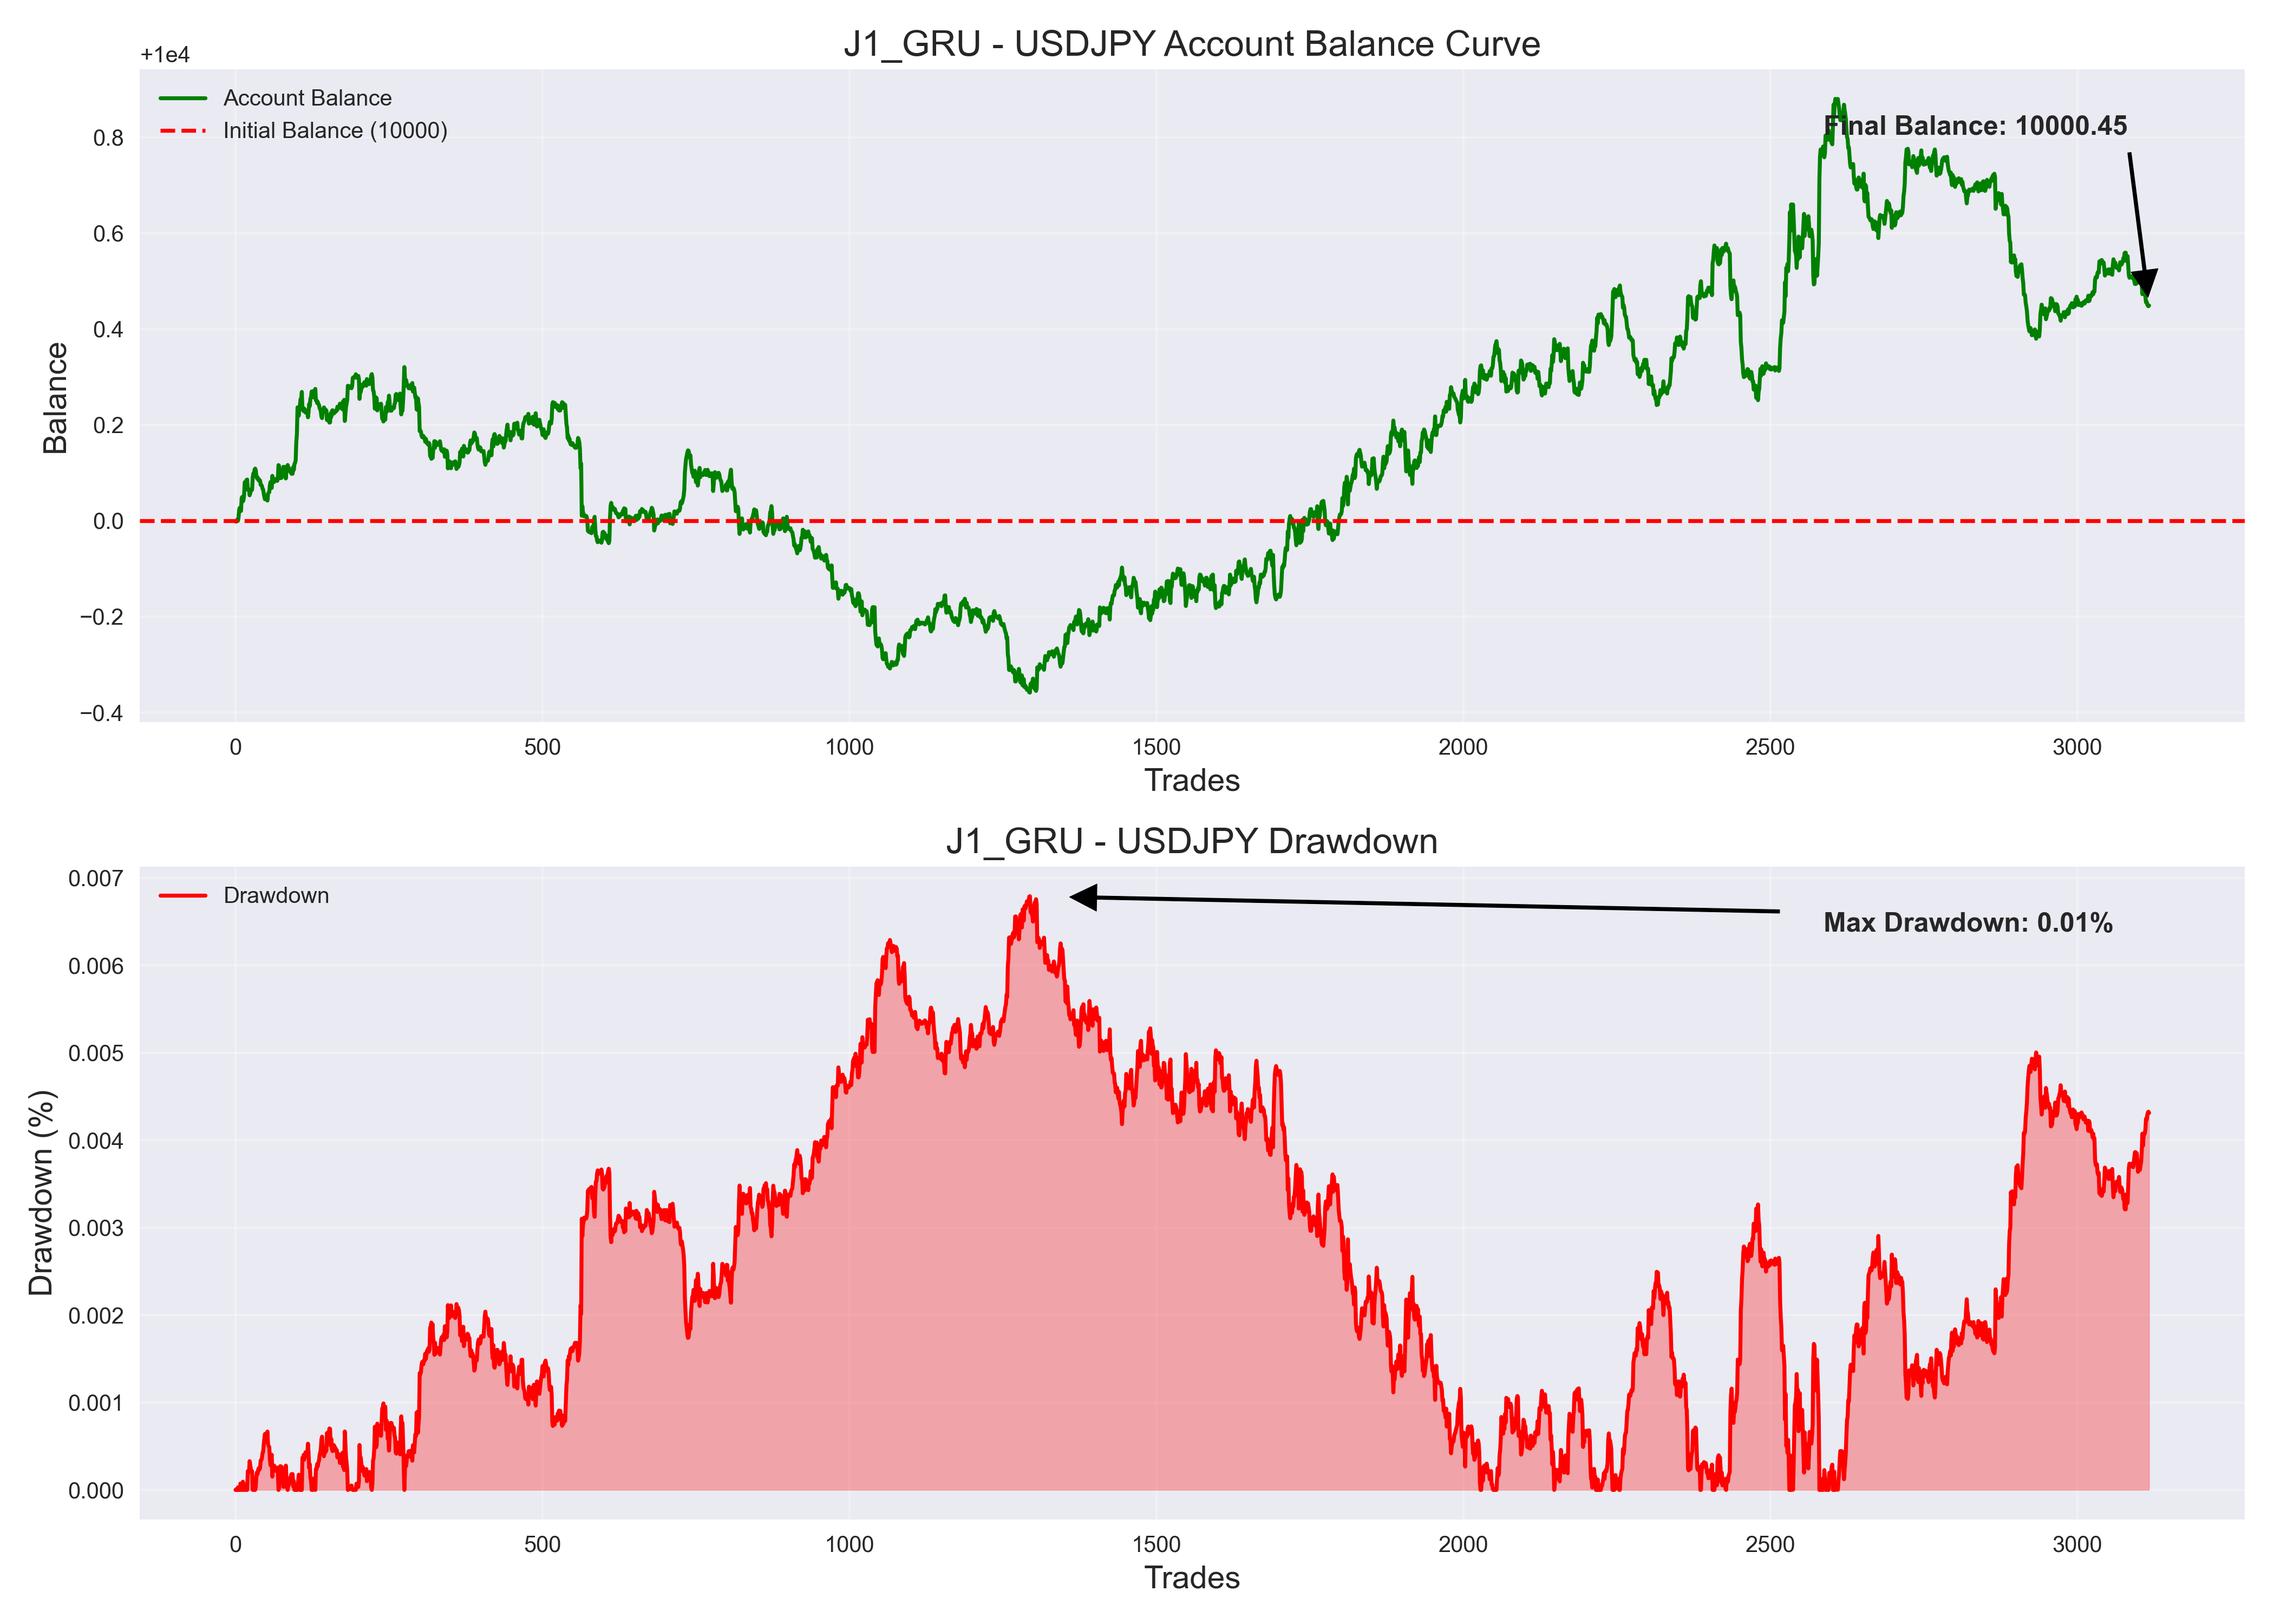 J1_GRU - USDJPY Account Balance Curve
+1e4
Account Balance
Initial Balance (10000)
Final Balance: 10000.45
0.8
0.6
0.4
0.2
0.0
−0.2
−0.4
Balance
0
500
1000
1500
2000
2500
3000
Trades
J1_GRU - USDJPY Drawdown
Drawdown
Max Drawdown: 0.01%
0.007
0.006
0.005
0.004
0.003
0.002
0.001
0.000
Drawdown (%)
0
500
1000
1500
2000
2500
3000
Trades